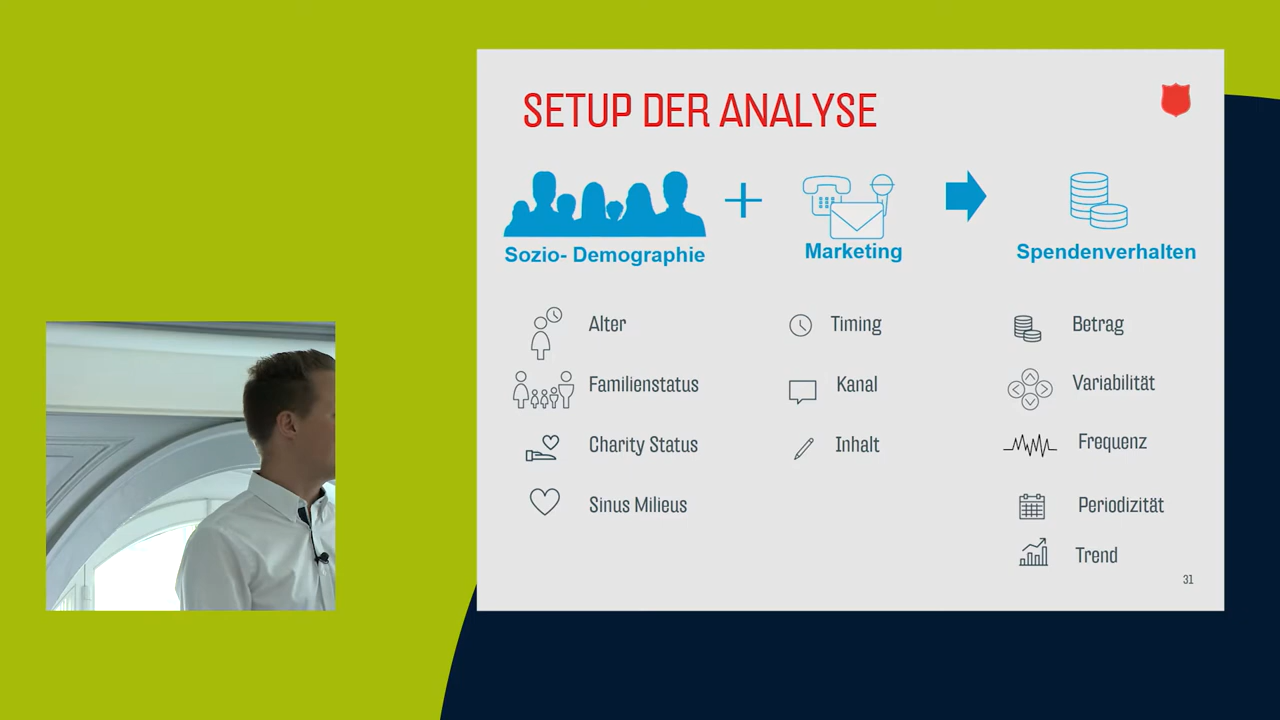 SETUP DER ANALYSE
Sozio- Demographie
Marketing
Spendenverhalten
Alter
Timing
Betrag
Familienstatus
Kanal
Variabilität
Charity Status
Inhalt
Frequenz
Sinus Milieus
Periodizität
Trend
31